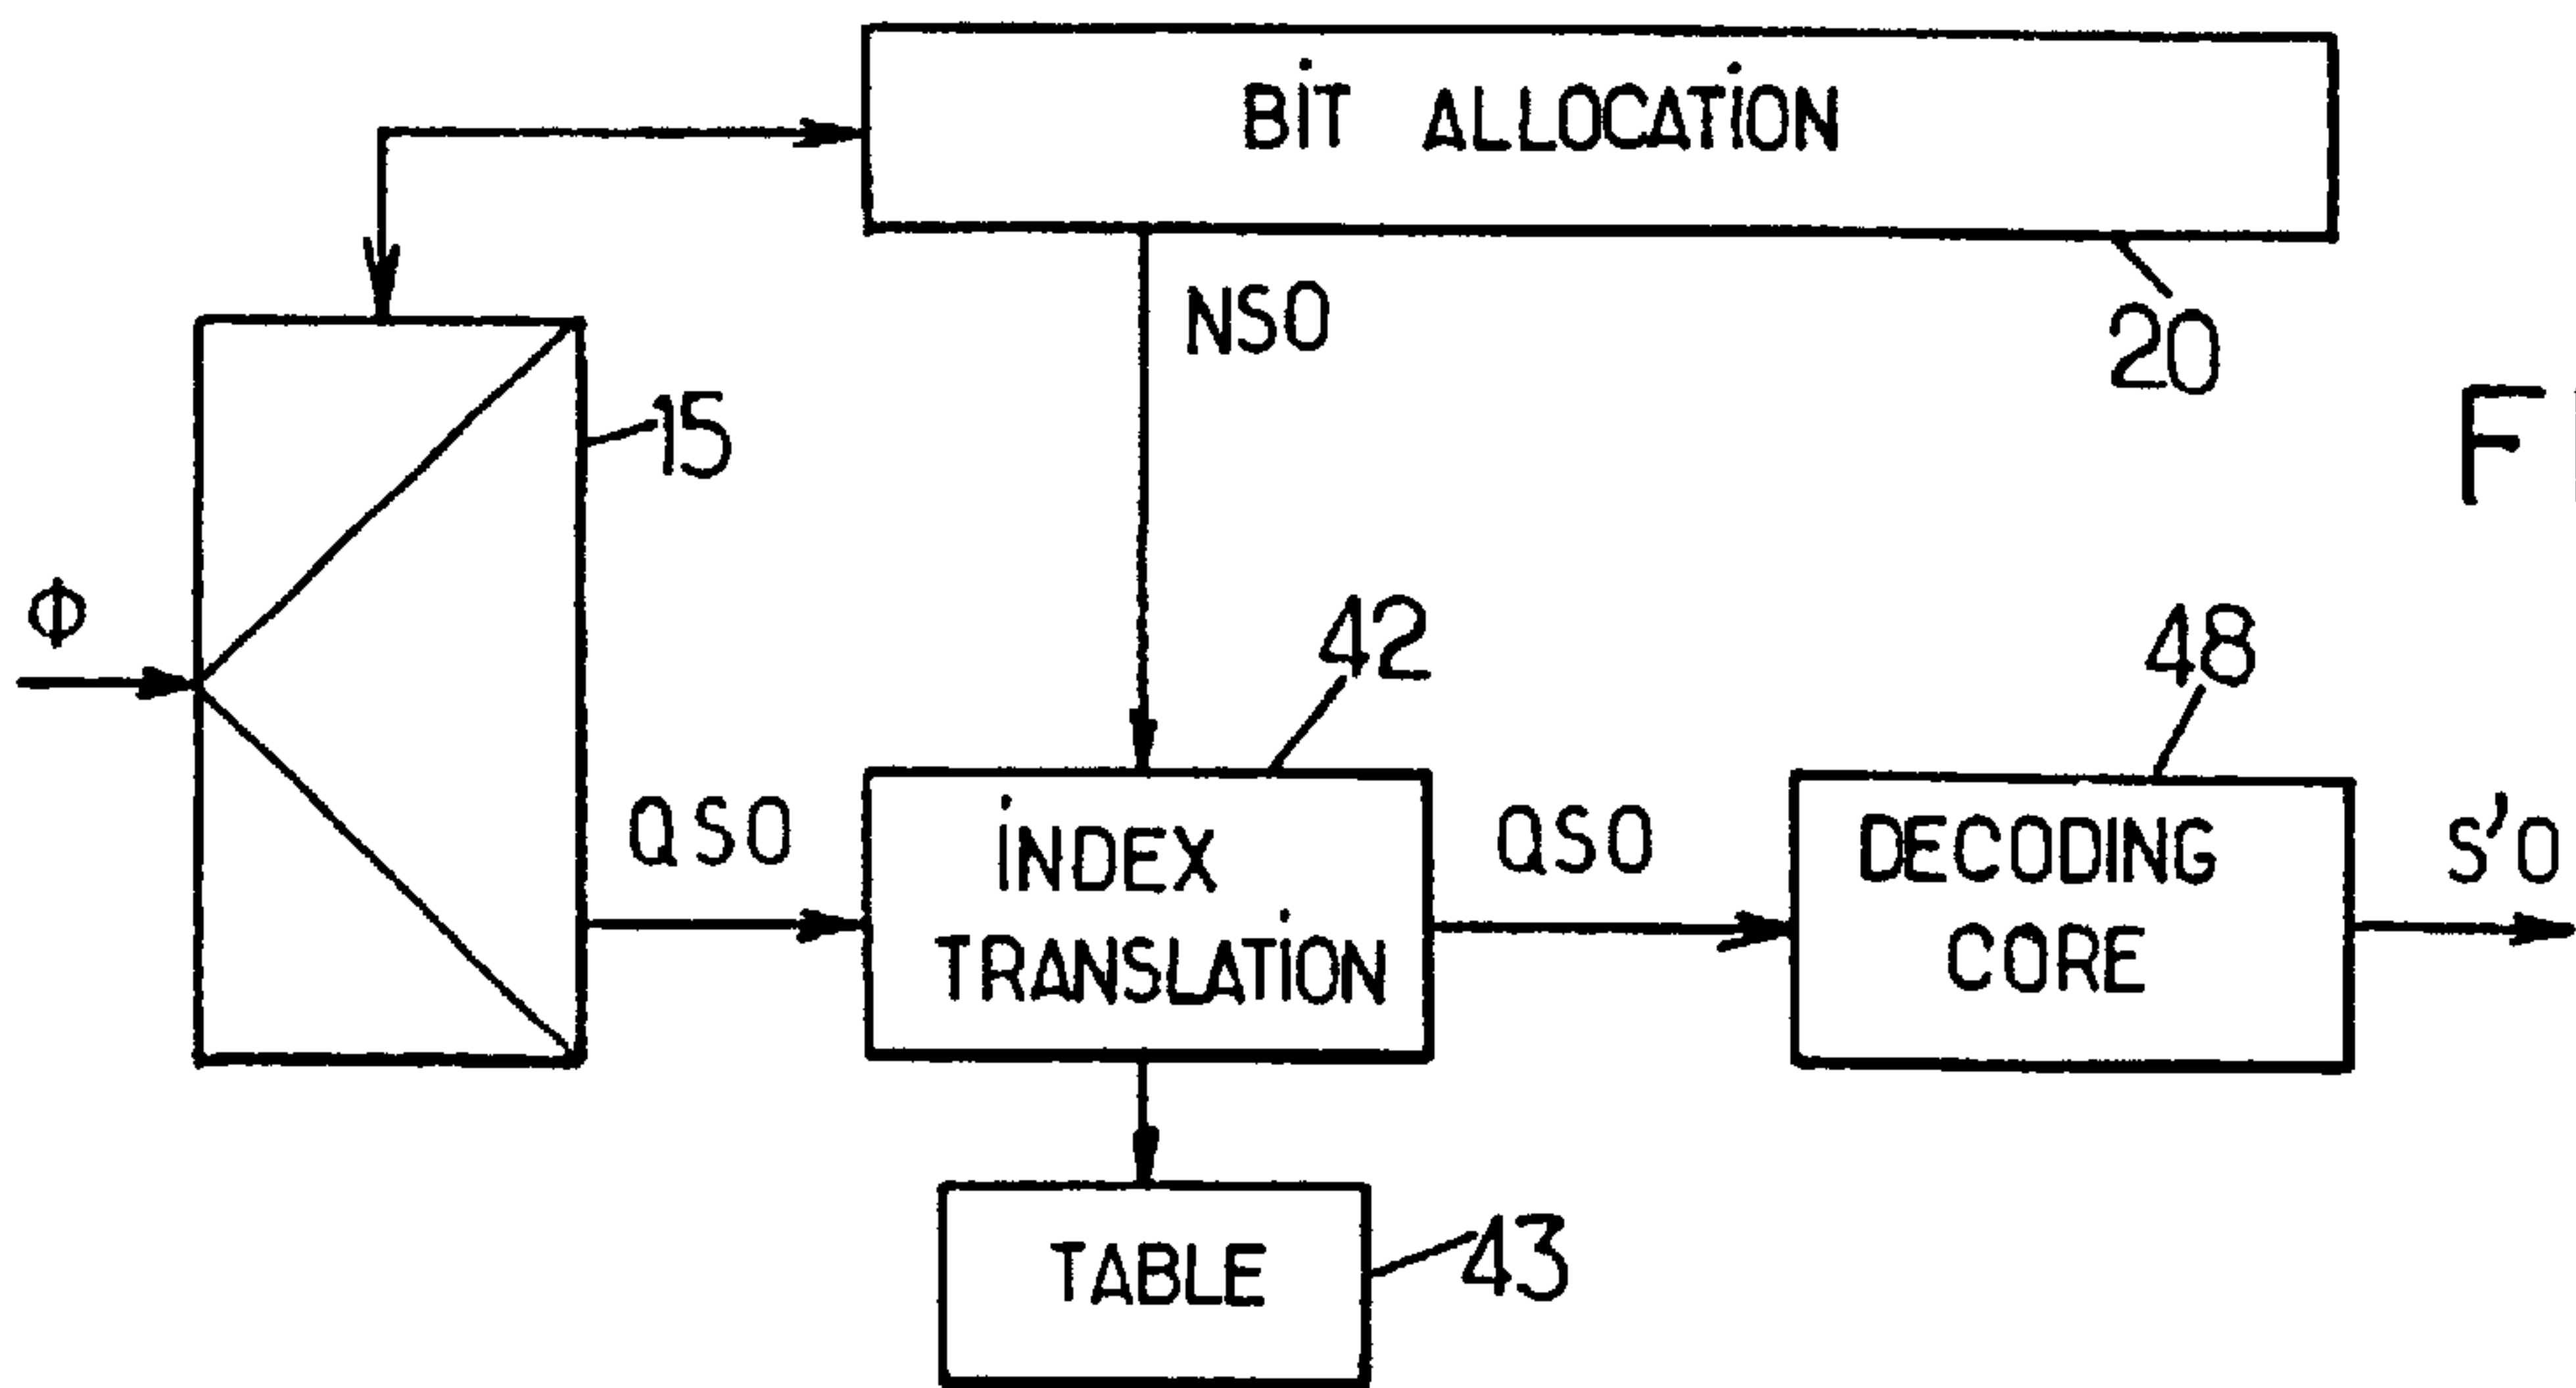 BiT ALLOCATiON
NSO
20
15
F
Φ
42
48
QSO
iNDEX
TRANSLATiON
QSO
DECODING
CORE
S'O
TABLE
43